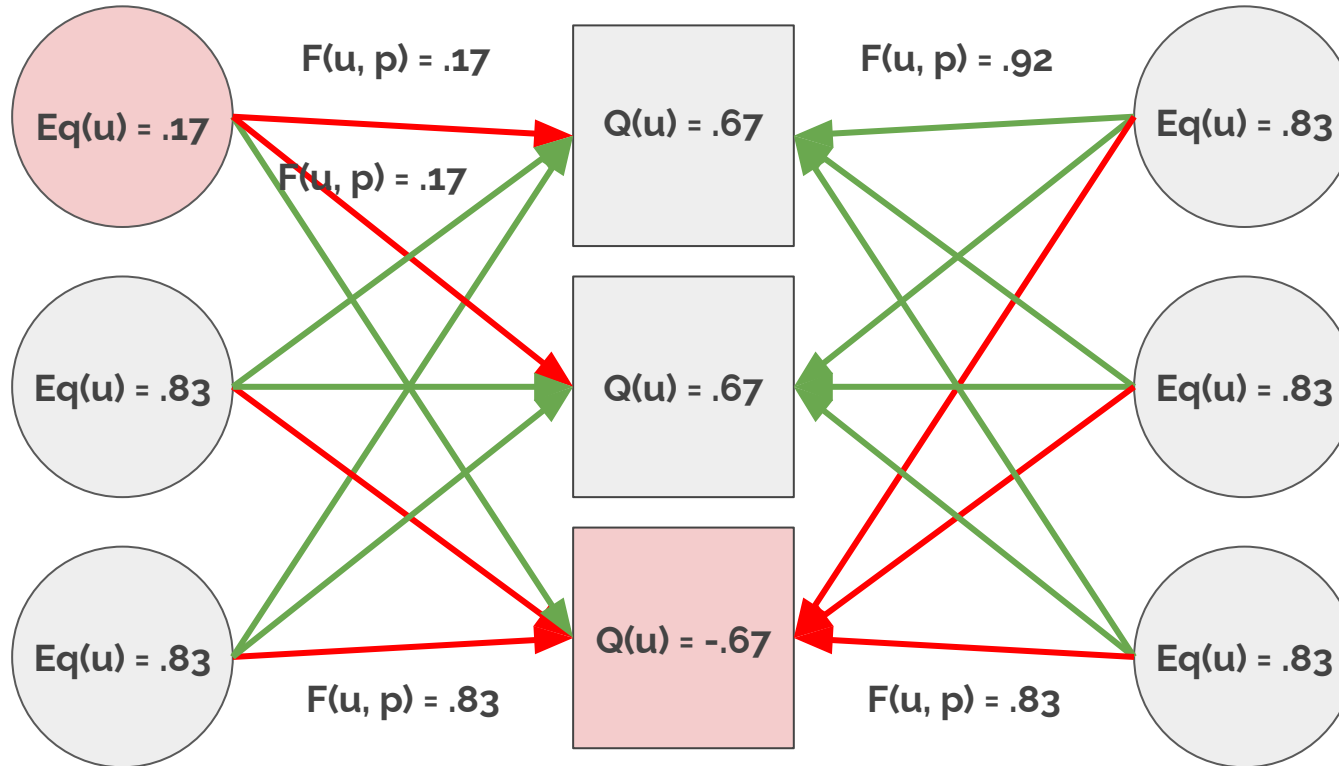 F(u, p) = .17
F(u, p) = .92
Eq(u) = .17
Q(u) = .67
Eq(u) = .83
F(u, p) = .17
Eq(u) = .83
Q(u) = .67
Eq(u) = .83
Eq(u) = .83
Q(u) = -.67
Eq(u) = .83
F(u, p) = .83
F(u, p) = .83